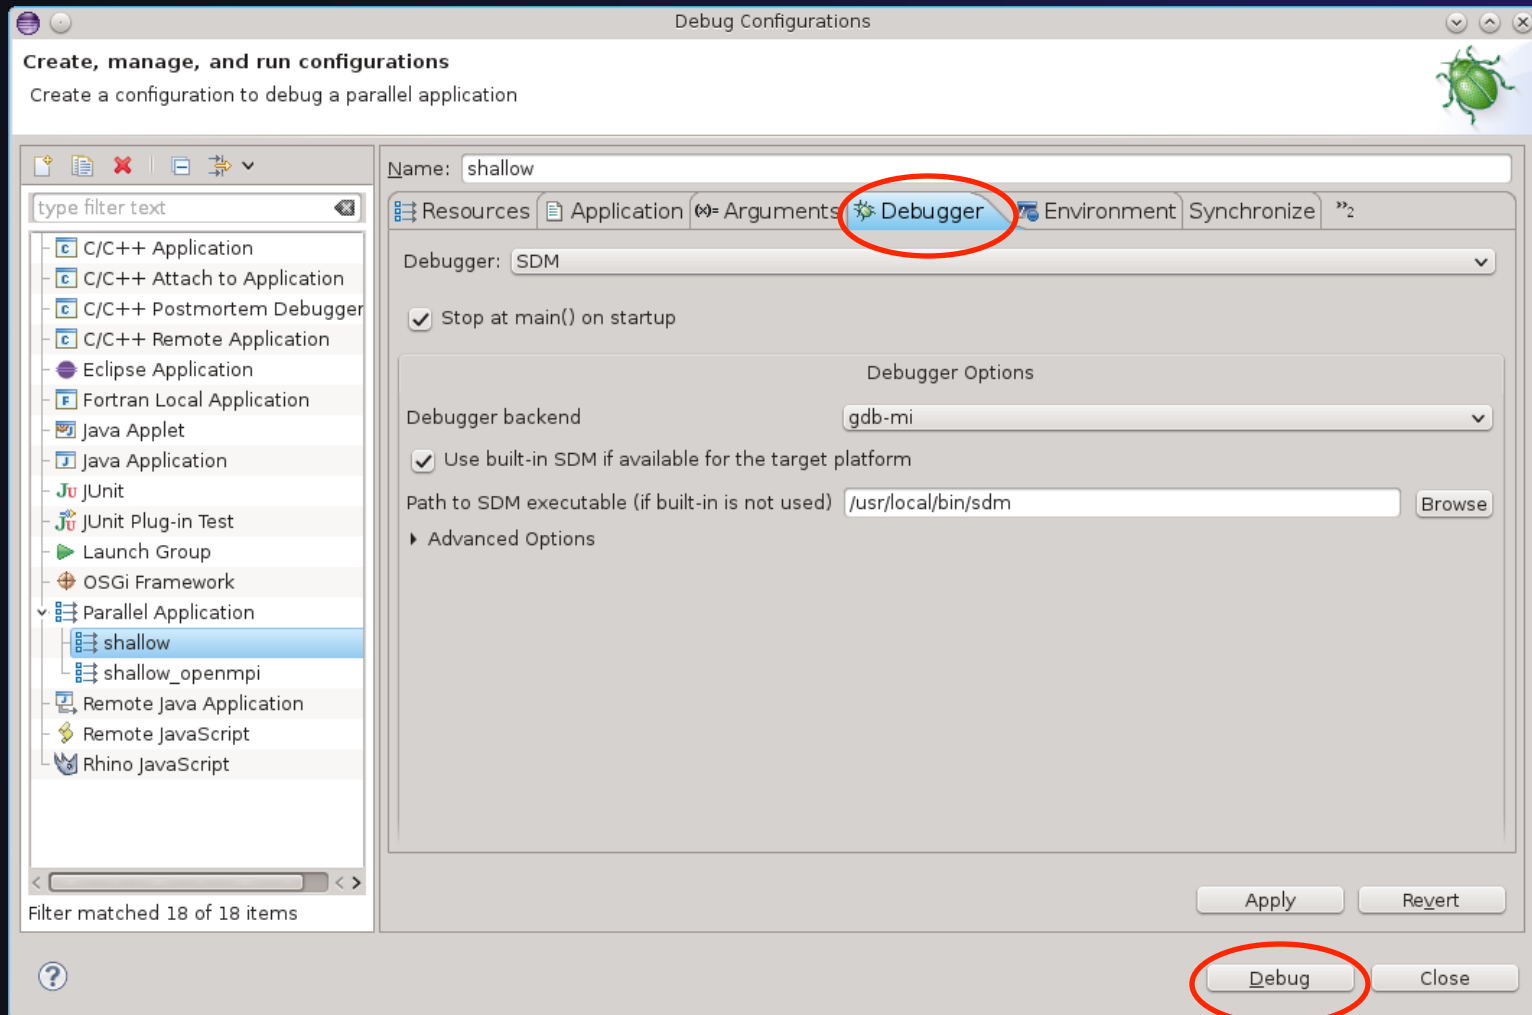 Debug Configurations
Create, manage, and run configurations
Create a configuration to debug a parallel application
type filter text
C/C++ Application
C/C++ Attach to Application
C/C++ Postmortem Debugger
C/C++ Remote Application
Eclipse Application
Fortran Local Application
Java Applet
Java Application
JUnit
JUnit Plug-in Test
Launch Group
OSGi Framework
Parallel Application
shallow
shallow_openmpi
Remote Java Application
Remote JavaScript
Rhino JavaScript
Filter matched 18 of 18 items
Name: shallow
Resources Application (x)= Arguments Debugger Environment Synchronize »2
Debugger: SDM
Stop at main() on startup
Debugger Options
Debugger backend gdb-mi
Use built-in SDM if available for the target platform
Path to SDM executable (if built-in is not used) /usr/local/bin/sdm Browse
Advanced Options
Apply Revert
Debug Close